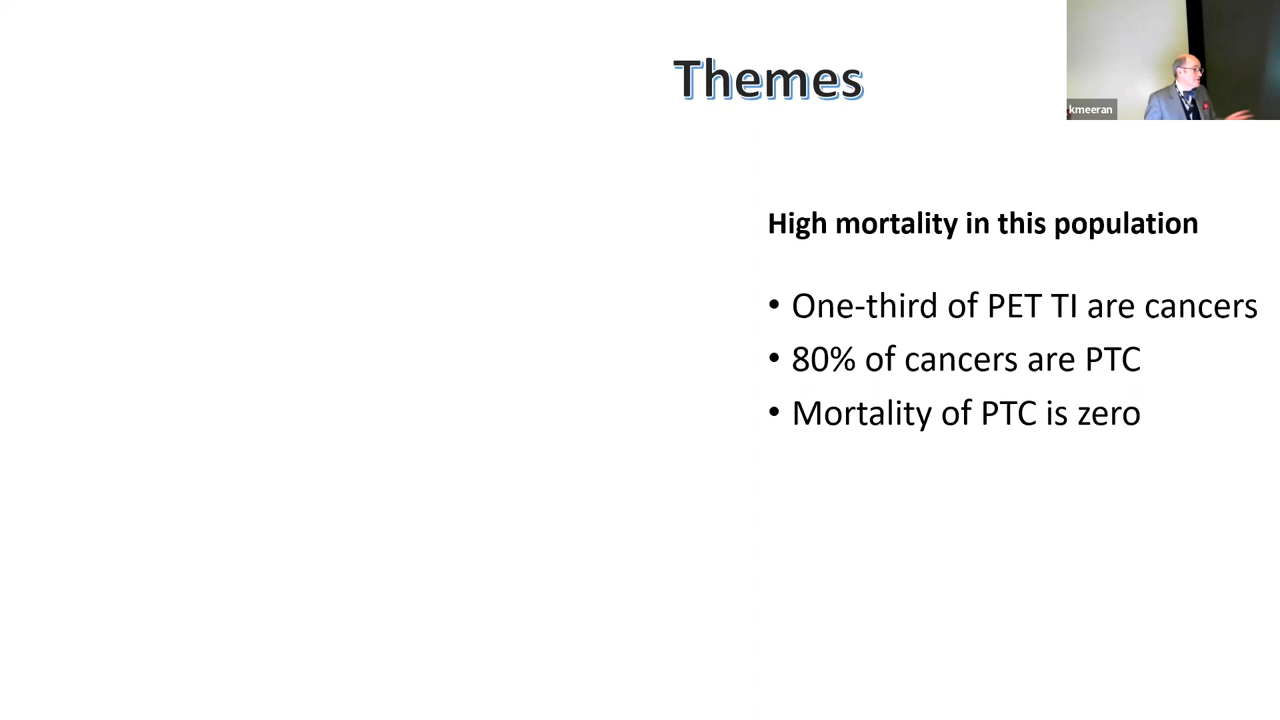 Themes
kmeeran
High mortality in this population
• One-third of PET TI are cancers
• 80% of cancers are PTC
• Mortality of PTC is zero